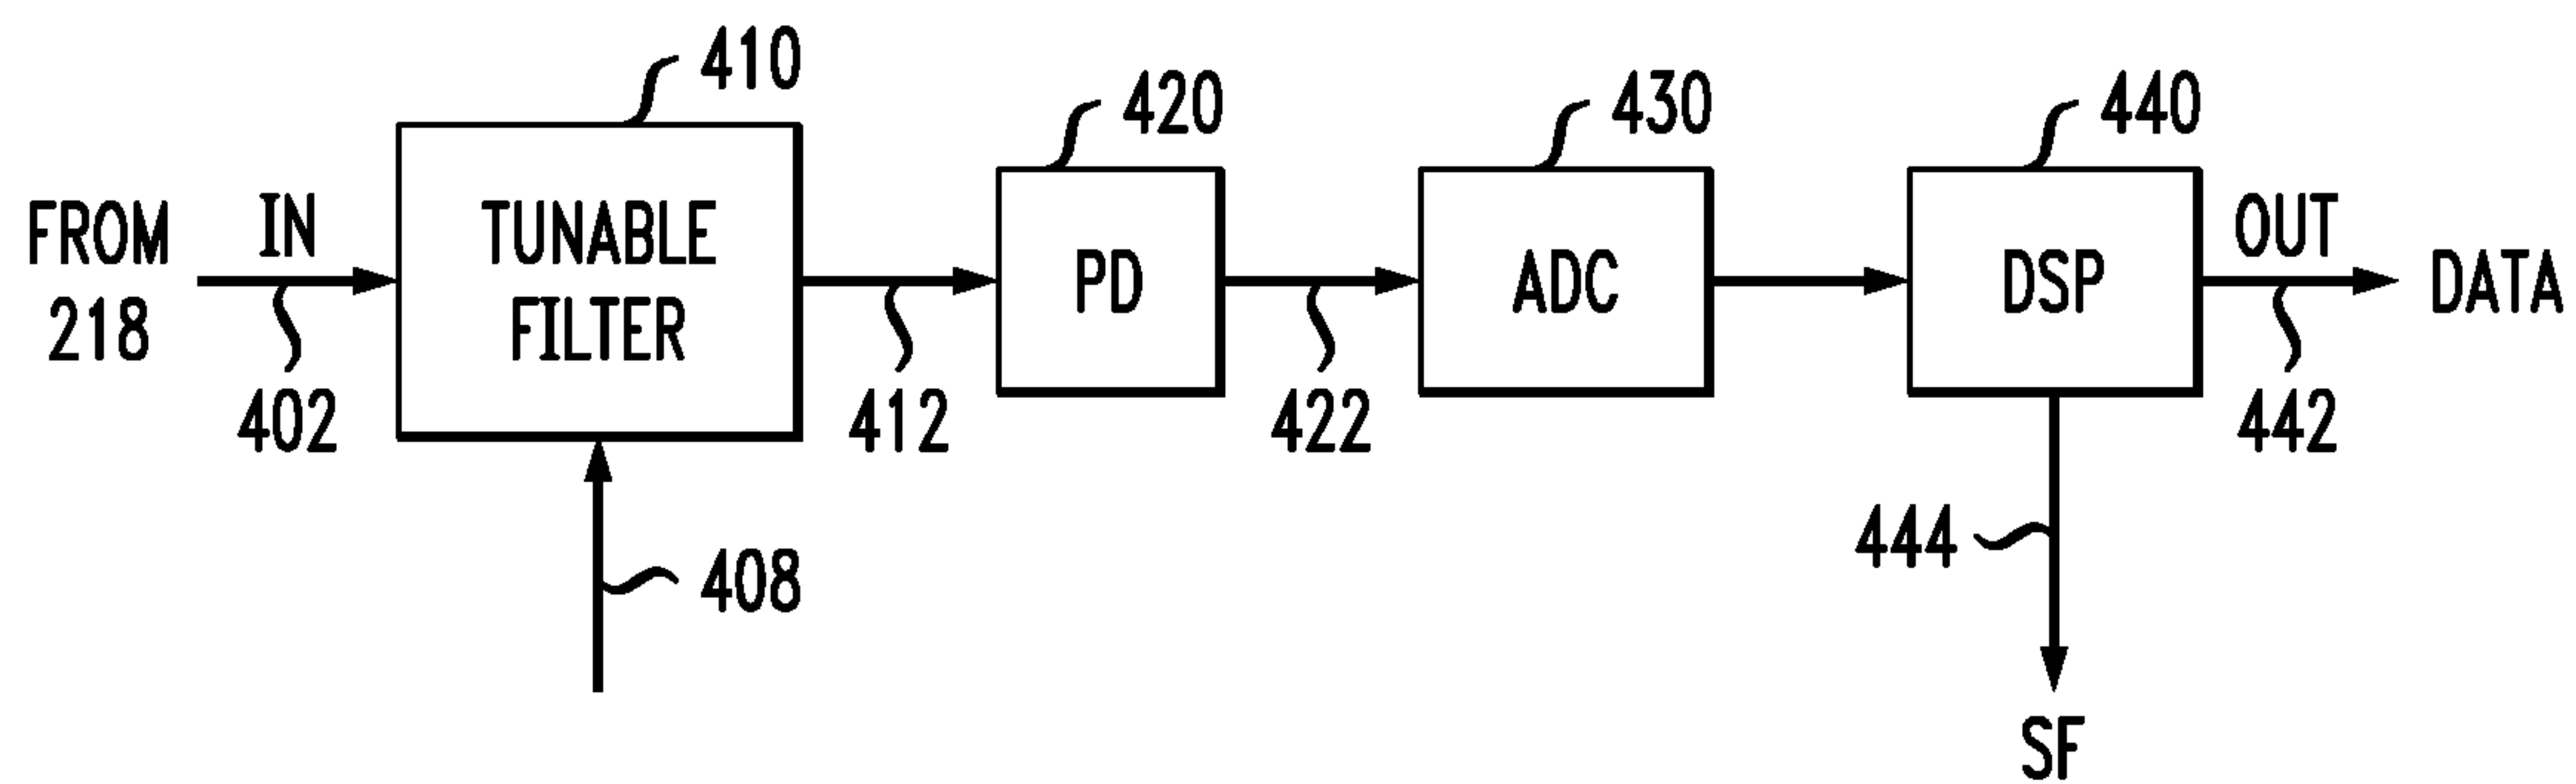 410
420
430
440
FROM
218
IN
402
TUNABLE
FILTER
412
PD
422
ADC
DSP
OUT
442
DATA
408
444
SF